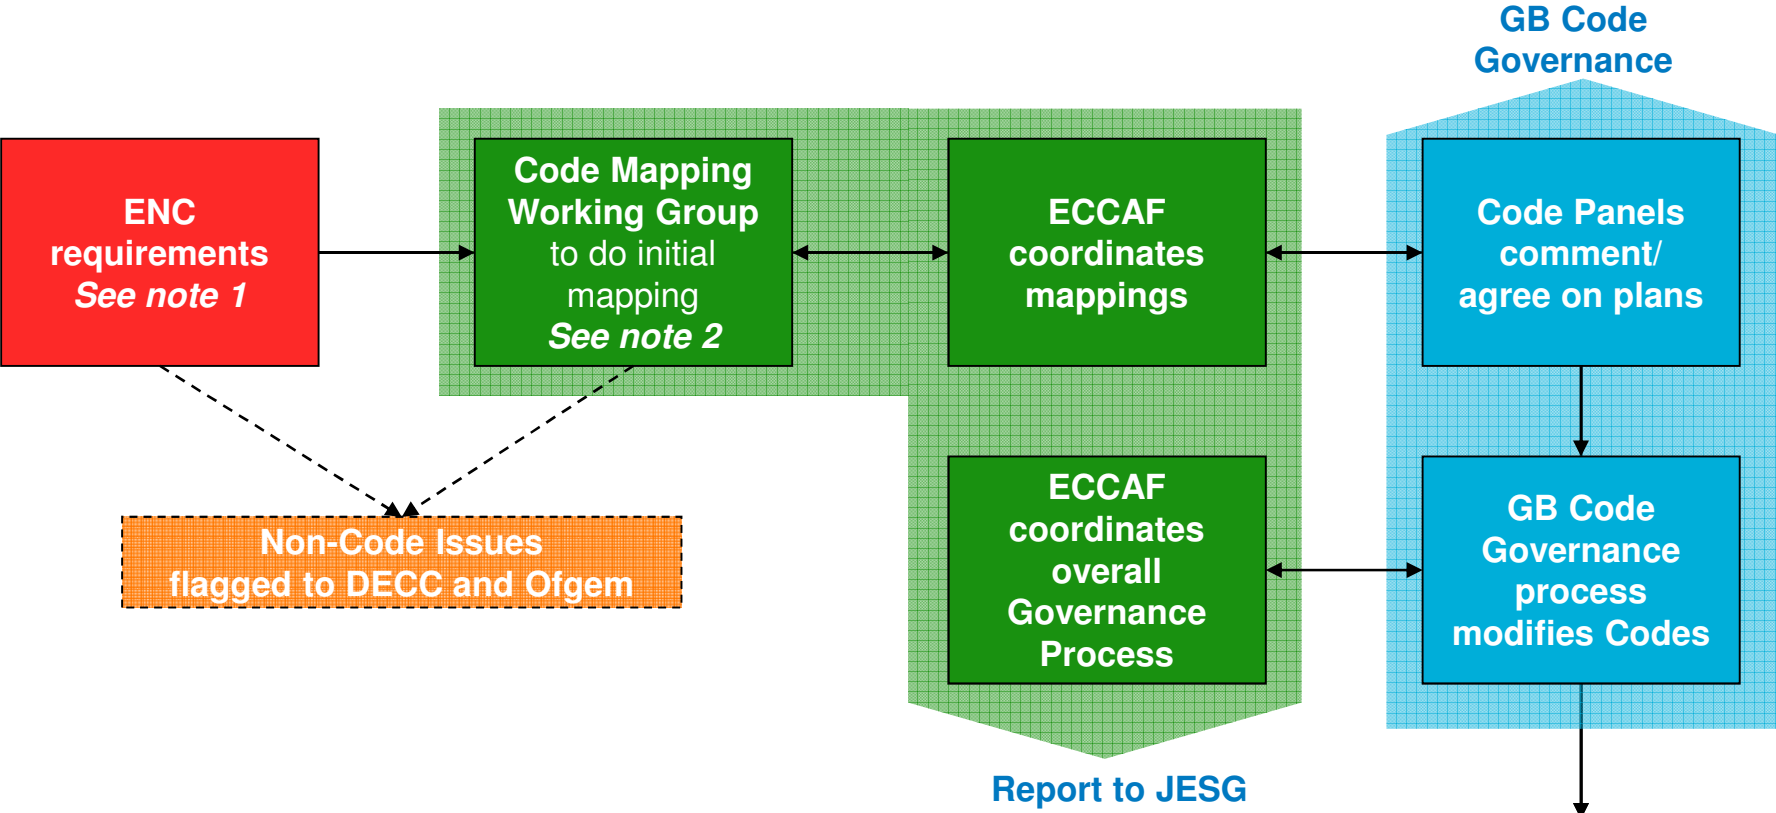 GB Code
Governance
ENC
requirements
See note 1
Code Mapping
Working Group
to do initial
mapping
See note 2
ECCAF
coordinates
mappings
Code Panels
comment/
agree on plans
Non-Code Issues
flagged to DECC and Ofgem
ECCAF
coordinates
overall
Governance
Process
GB Code
Governance
process
modifies Codes
Report to JESG